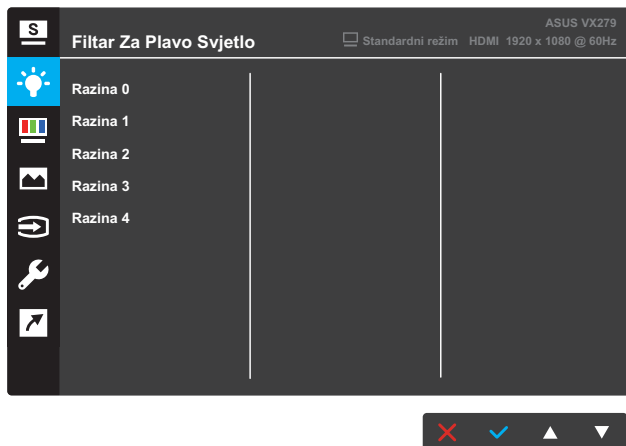 S
ASUS VX279
Filtar Za Plavo Svjetlo
Standardni režim HDMI 1920 x 1080 @ 60Hz
Razina 0
Razina 1
Razina 2
Razina 3
Razina 4